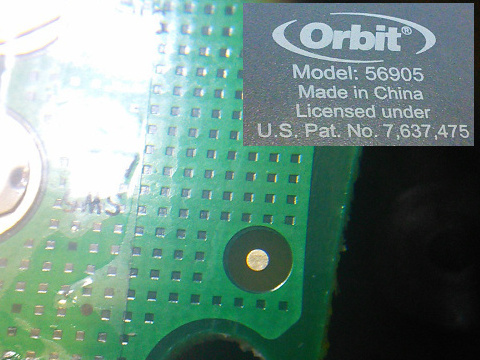 Orbit®
Model: 56905
Made in China
Licensed under
U.S. Pat. No. 7,637,475